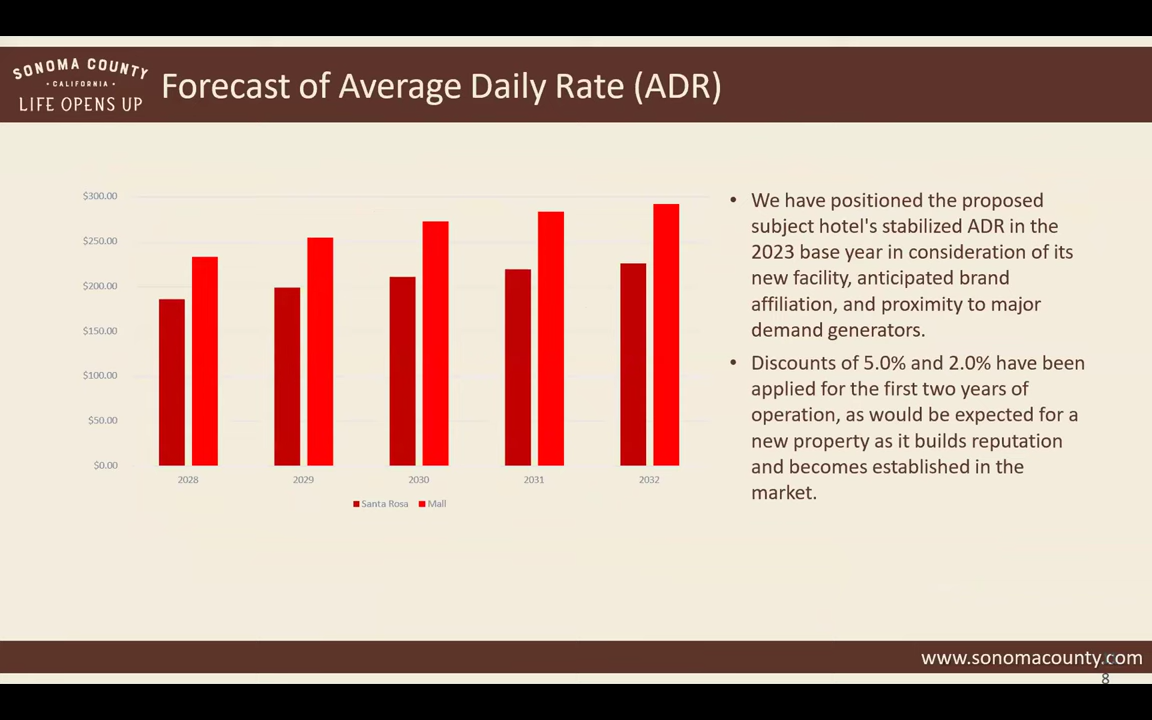 SONOMA COUNTY
• CALIFORNIA •
LIFE OPENS UP
Forecast of Average Daily Rate (ADR)
$300.00
$250.00
$200.00
$150.00
$100.00
$50.00
$0.00
2028 2029 2030 2031 2032
Santa Rosa Mall
• We have positioned the proposed
subject hotel's stabilized ADR in the
2023 base year in consideration of its
new facility, anticipated brand
affiliation, and proximity to major
demand generators.
• Discounts of 5.0% and 2.0% have been
applied for the first two years of
operation, as would be expected for a
new property as it builds reputation
and becomes established in the
market.
www.sonomacounty.com
8